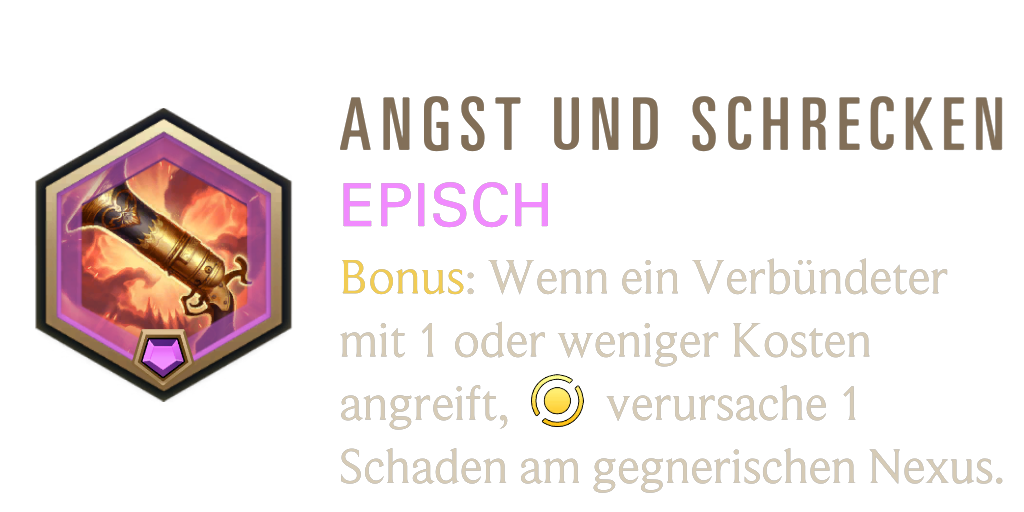 ANGST UND SCHRECKEN
EPISCH
Bonus: Wenn ein Verbündeter
mit 1 oder weniger Kosten
angreift, verursache 1
Schaden am gegnerischen Nexus.